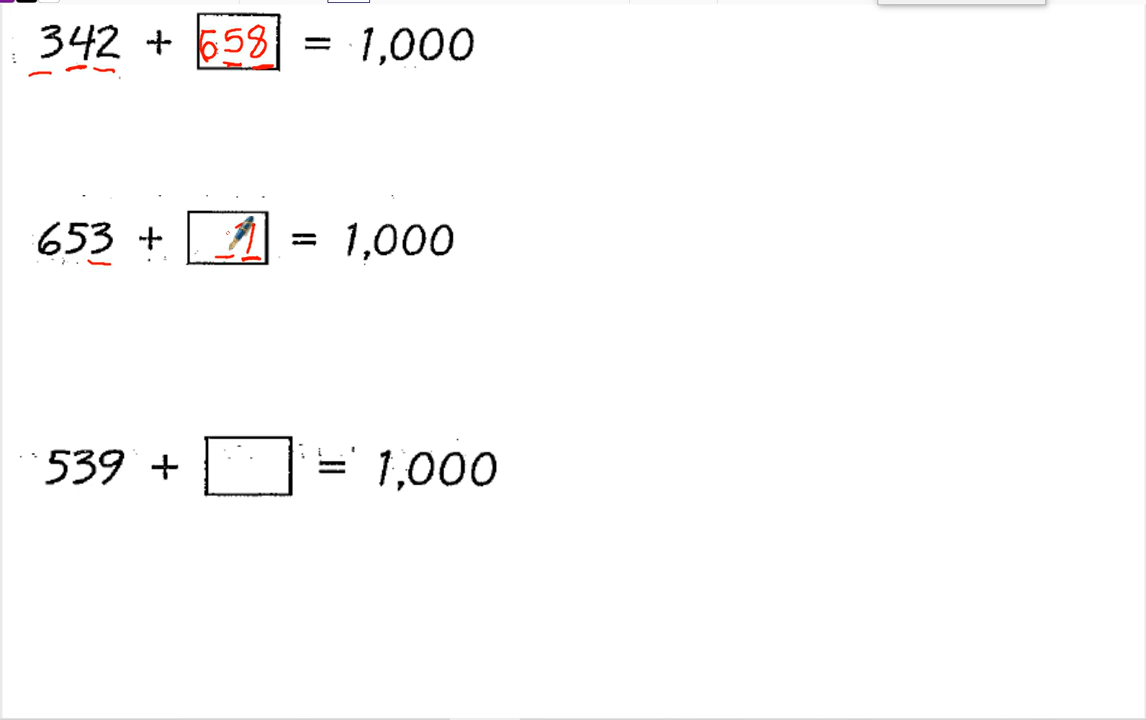 342 + 658 = 1,000
653 + 7 = 1,000
539 + = 1,000